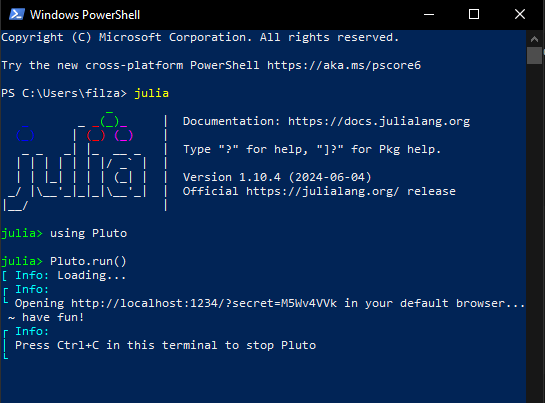 Windows PowerShell
Copyright (C) Microsoft Corporation. All rights reserved.
Try the new cross-platform PowerShell https://aka.ms/pscore6
PS C:\Users\filza> julia
Documentation: https://docs.julialang.org
Type "?" for help, "]?" for Pkg help.
Version 1.10.4 (2024-06-04)
Official https://julialang.org/ release
julia> using Pluto
julia> Pluto.run()
[ Info: Loading...
┌ Info:
└ Opening http://localhost:1234/?secret=M5Wv4VVk in your default browser...
~ have fun!
┌ Info:
│ Press Ctrl+C in this terminal to stop Pluto
└